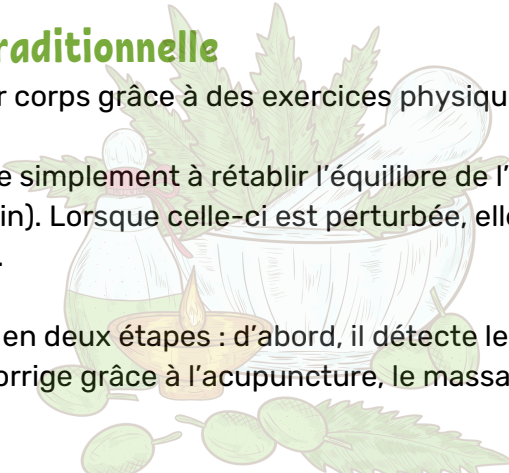 raditionnelle
r corps grâce à des exercices physiqu
e simplement à rétablir l’équilibre de l’
in). Lorsque celle-ci est perturbée, elle
.
en deux étapes : d’abord, il détecte le
orrige grâce à l’acupuncture, le massa